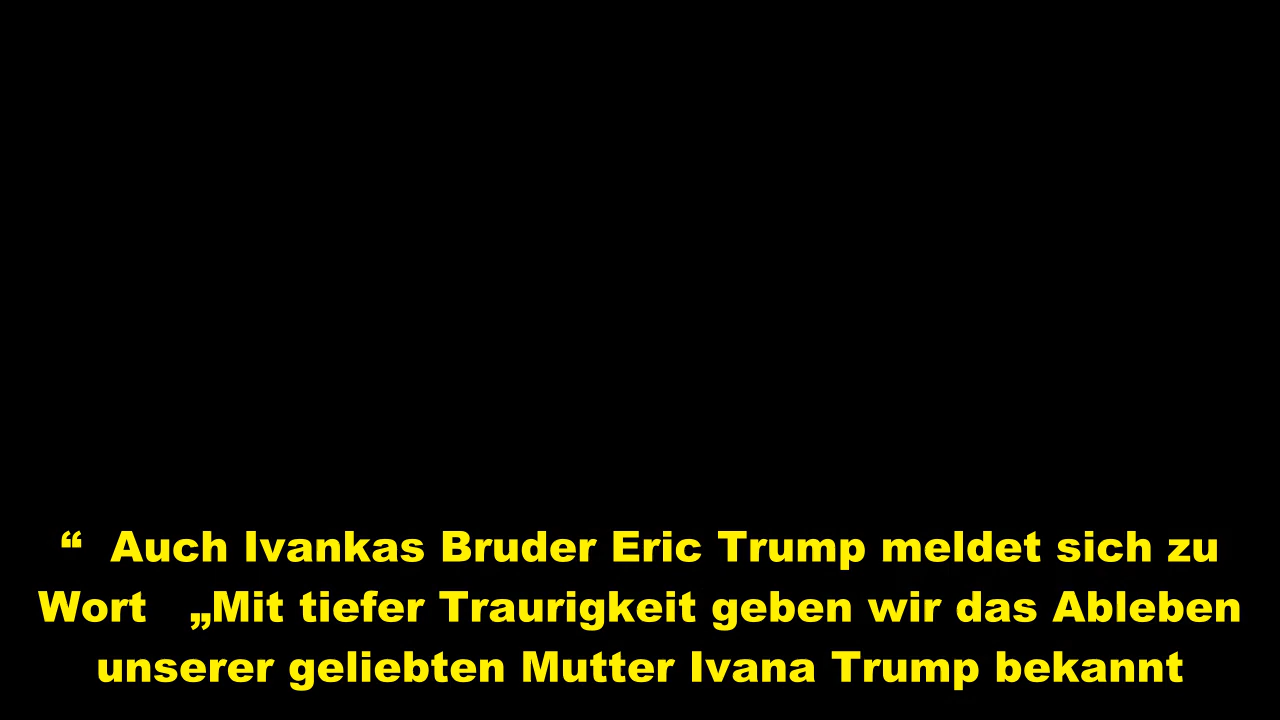 “  Auch Ivankas Bruder Eric Trump meldet sich zu
Wort   „Mit tiefer Traurigkeit geben wir das Ableben
unserer geliebten Mutter Ivana Trump bekannt